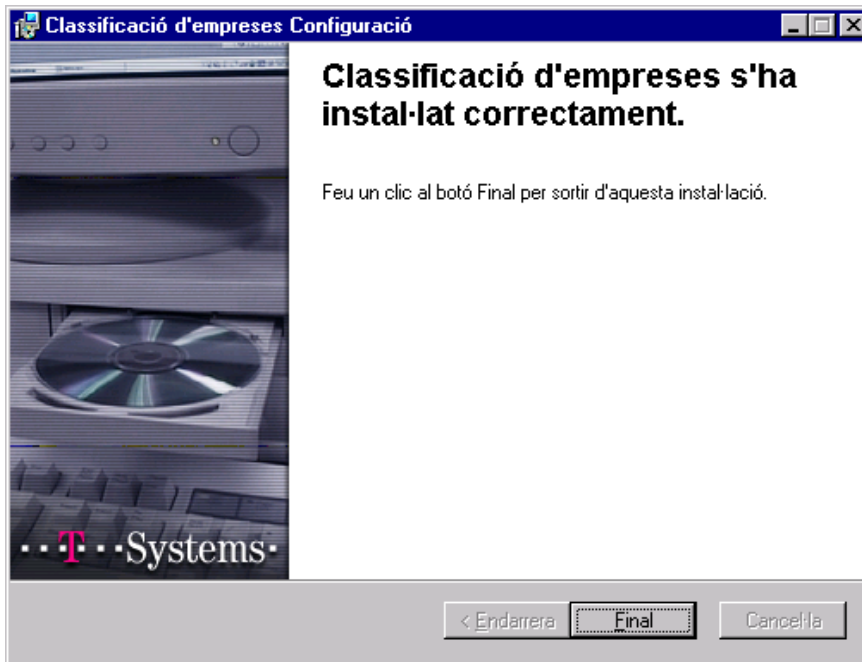 Classificació d'empreses Configuració
Classificació d'empreses s'ha
instal·lat correctament.
Feu un clic al botó Final per sortir d'aquesta instal·lació.
· · T · · Systems ·
< Endarrera
Final
Cancel·la